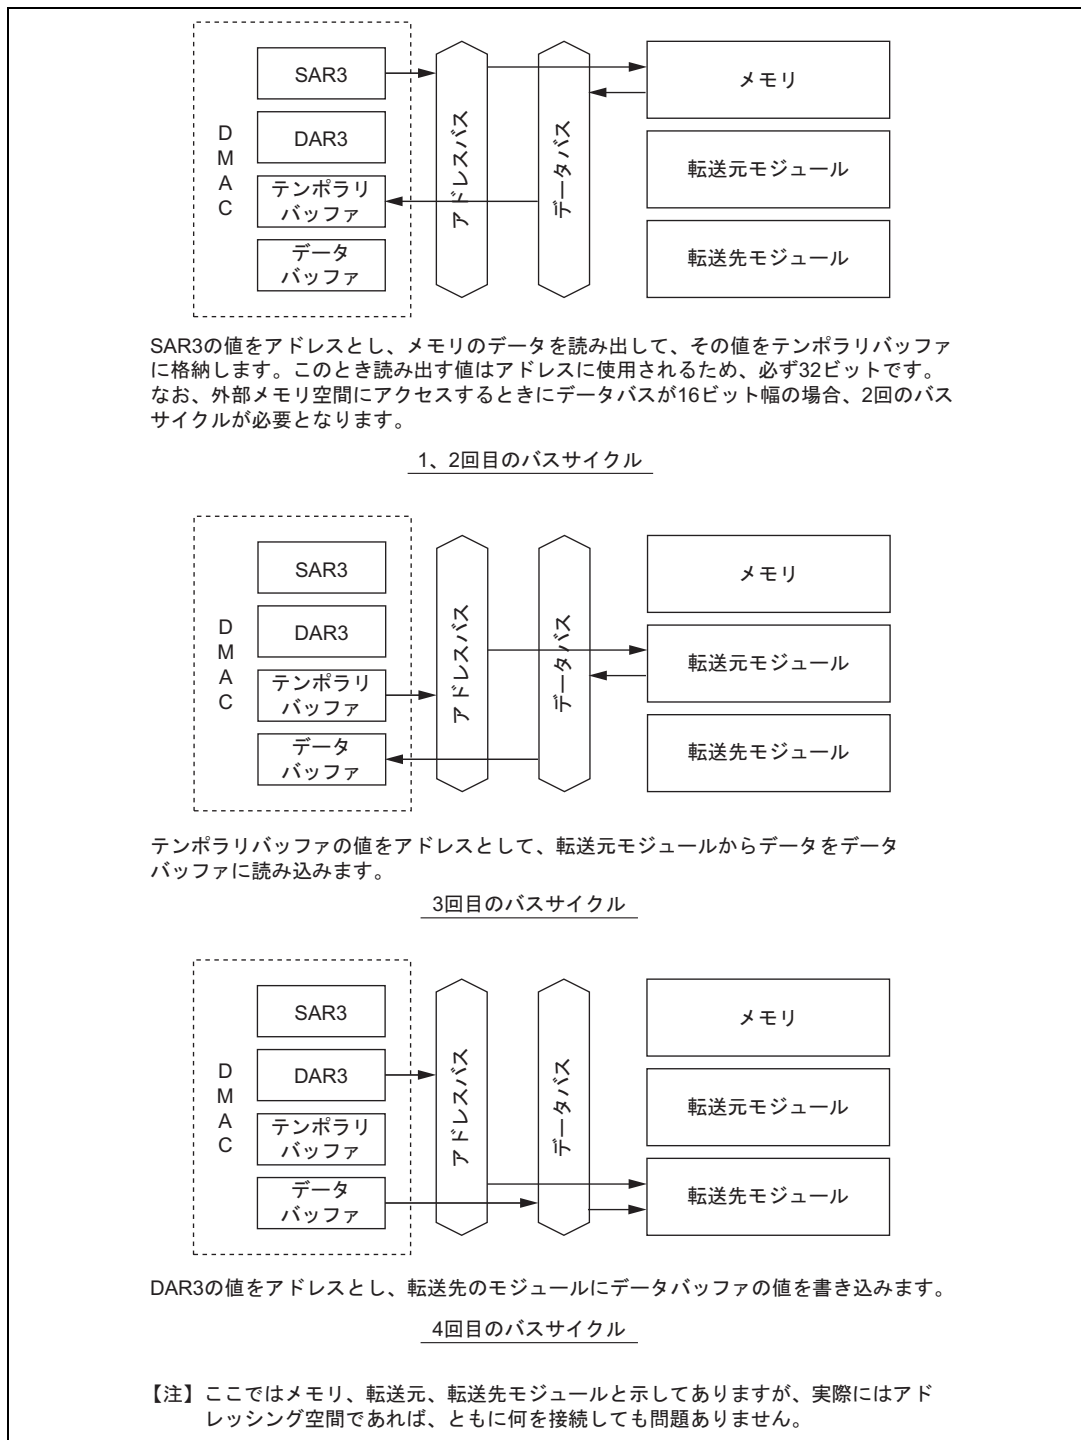 SAR3
DAR3
テンポラリ
バッファ
データ
バッファ
DMAC
アドレスバス
データバス
メモリ
転送元モジュール
転送先モジュール
SAR3の値をアドレスとし、メモリのデータを読み出して、その値をテンポラリバッファ
に格納します。このとき読み出す値はアドレスに使用されるため、必ず32ビットです。
なお、外部メモリ空間にアクセスするときにデータバスが16ビット幅の場合、2回のバス
サイクルが必要となります。
1、2回目のバスサイクル
SAR3
DAR3
テンポラリ
バッファ
データ
バッファ
DMAC
アドレスバス
データバス
メモリ
転送元モジュール
転送先モジュール
テンポラリバッファの値をアドレスとして、転送元モジュールからデータをデータ
バッファに読み込みます。
3回目のバスサイクル
SAR3
DAR3
テンポラリ
バッファ
データ
バッファ
DMAC
アドレスバス
データバス
メモリ
転送元モジュール
転送先モジュール
DAR3の値をアドレスとし、転送先のモジュールにデータバッファの値を書き込みます。
4回目のバスサイクル
【注】ここではメモリ、転送元、転送先モジュールと示してありますが、実際にはアド
レッシング空間であれば、ともに何を接続しても問題ありません。